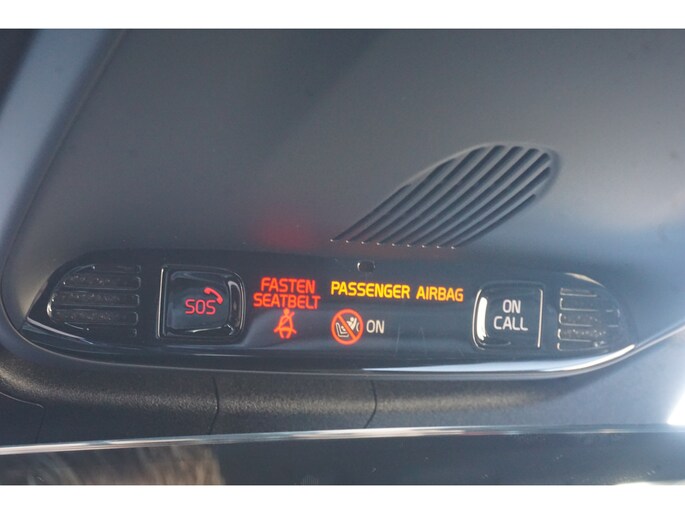 SOS
FASTEN
SEATBELT
PASSENGER AIRBAG
ON
ON
CALL